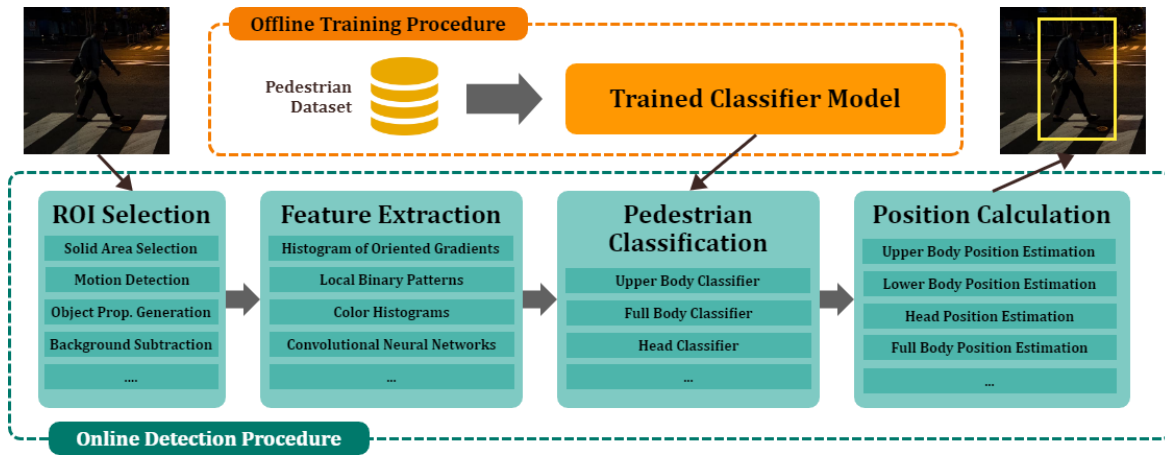 Offline Training Procedure
Pedestrian
Dataset
Trained Classifier Model
ROI Selection
Solid Area Selection
Motion Detection
Object Prop. Generation
Background Subtraction
....
Feature Extraction
Histogram of Oriented Gradients
Local Binary Patterns
Color Histograms
Convolutional Neural Networks
...
Pedestrian
Classification
Upper Body Classifier
Full Body Classifier
Head Classifier
...
Position Calculation
Upper Body Position Estimation
Lower Body Position Estimation
Head Position Estimation
Full Body Position Estimation
...
Online Detection Procedure